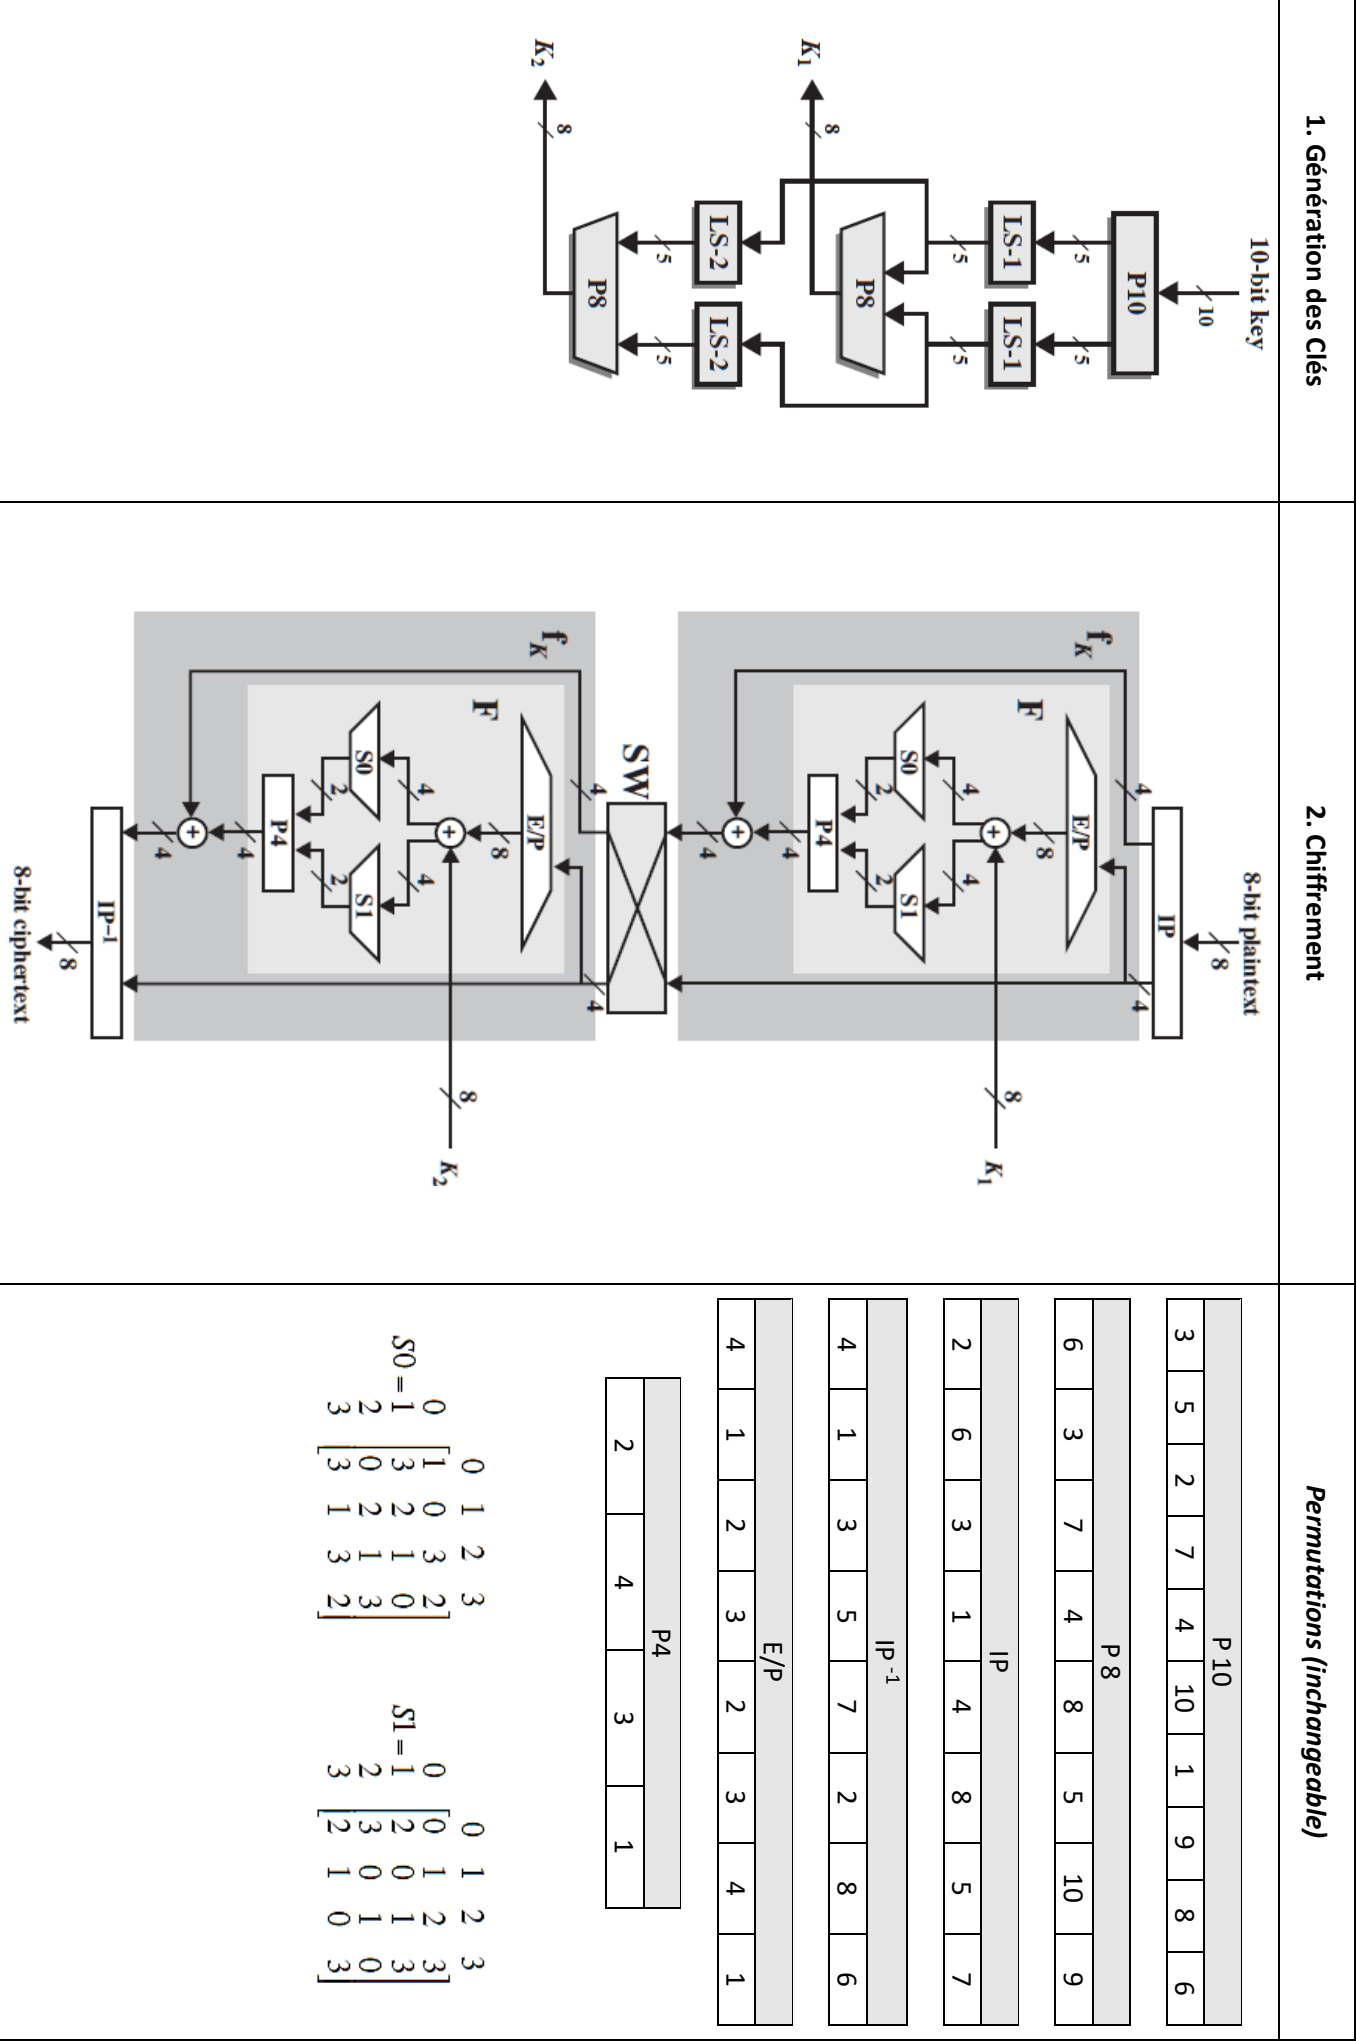 1. Génération des Clés
10-bit key
10
P10
5 5
LS-1 LS-1
5 5
P8
K1 8
LS-2 LS-2
5 5
P8
K2 8
2. Chiffrement
8-bit plaintext
8
IP
4 4
fK
F
E/P
8
+ 8 K1
4 4
S0 S1
2 2
P4
4
+
4
SW
4 4
fK
F
E/P
8
+ 8 K2
4 4
S0 S1
2 2
P4
4
+
4
IP–1
8
8-bit ciphertext
Permutations (inchangeable)
P 10
3 5 2 7 4 10 1 9 8 6
P 8
6 3 7 4 8 5 10 9
IP
2 6 3 1 4 8 5 7
IP -1
4 1 3 5 7 2 8 6
E/P
4 1 2 3 2 3 4 1
P4
2 4 3 1
0 1 2 3
0 1 0 3 2
S0 = 1 3 2 1 0
2 0 2 1 3
3 3 1 3 2
0 1 2 3
0 0 1 2 3
S1 = 1 2 0 1 3
2 3 0 1 0
3 2 1 0 3